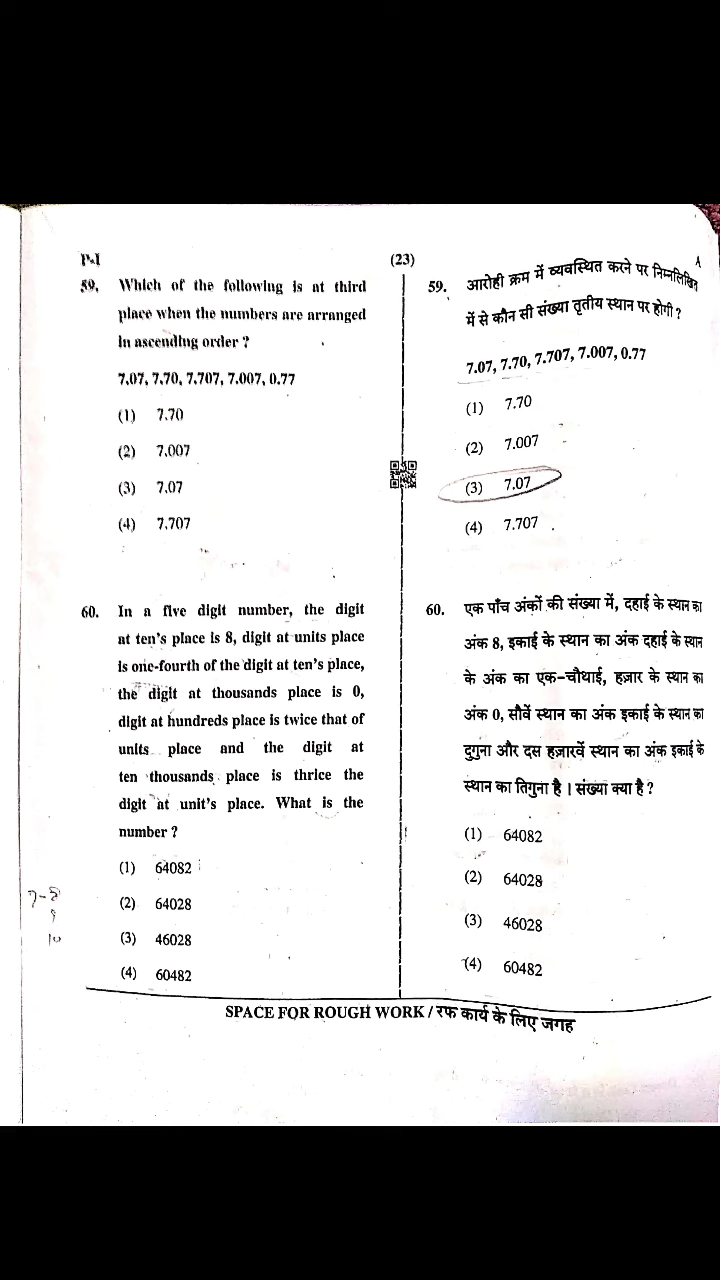 P-I
(23)
A
59. Which of the following is at third
place when the numbers are arranged
in ascending order ?
7.07, 7.70, 7.707, 7.007, 0.77
(1) 7.70
(2) 7.007
(3) 7.07
(4) 7.707
60. In a five digit number, the digit
at ten's place is 8, digit at units place
is one-fourth of the digit at ten's place,
the digit at thousands place is 0,
digit at hundreds place is twice that of
units place and the digit at
ten thousands place is thrice the
digit at unit's place. What is the
number ?
(1) 64082
(2) 64028
(3) 46028
(4) 60482
59. आरोही क्रम में व्यवस्थित करने पर निम्नलिखित
में से कौन सी संख्या तृतीय स्थान पर होगी ?
7.07, 7.70, 7.707, 7.007, 0.77
(1) 7.70
(2) 7.007
(3) 7.07
(4) 7.707
60. एक पाँच अंकों की संख्या में, दहाई के स्थान का
अंक 8, इकाई के स्थान का अंक दहाई के स्थान
के अंक का एक-चौथाई, हज़ार के स्थान का
अंक 0, सौवें स्थान का अंक इकाई के स्थान का
दुगुना और दस हज़ारवें स्थान का अंक इकाई के
स्थान का तिगुना है । संख्या क्या है ?
(1) 64082
(2) 64028
(3) 46028
(4) 60482
10
SPACE FOR ROUGH WORK / रफ कार्य के लिए जगह